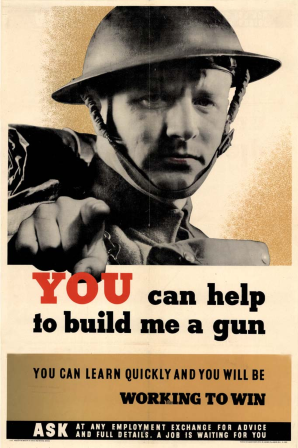 YOU can help
to build me a gun
YOU CAN LEARN QUICKLY AND YOU WILL BE
WORKING TO WIN
ASK AT ANY EMPLOYMENT EXCHANGE FOR ADVICE
AND FULL DETAILS. A JOB IS WAITING FOR YOU